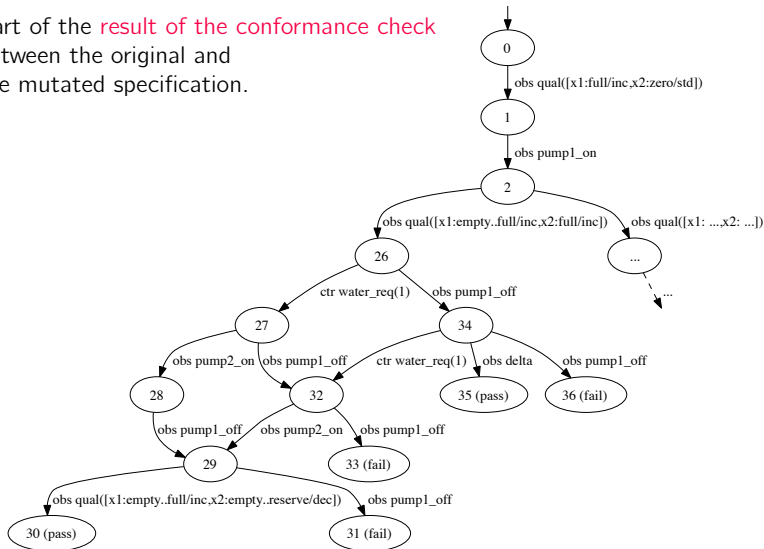 art of the result of the conformance check
tween the original and
e mutated specification.
0
obs qual([x1:full/inc,x2:zero/std])
1
obs pump1_on
2
obs qual([x1:empty..full/inc,x2:full/inc])
obs qual([x1: ...,x2: ...])
26
...
ctr water_req(1)
obs pump1_off
...
27
34
obs pump2_on
obs pump1_off
ctr water_req(1)
obs delta
obs pump1_off
28
32
35 (pass)
36 (fail)
obs pump1_off
obs pump2_on
obs pump1_off
29
33 (fail)
obs qual([x1:empty..full/inc,x2:empty..reserve/dec])
obs pump1_off
30 (pass)
31 (fail)